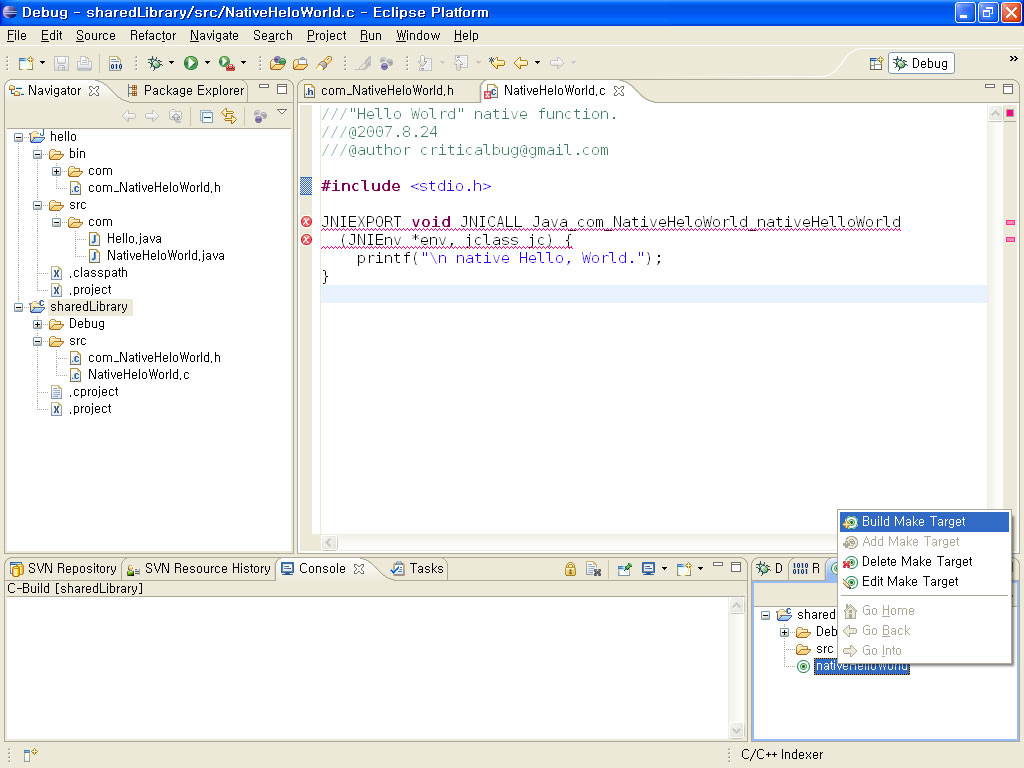 Debug - sharedLibrary/src/NativeHeloWorld.c - Eclipse Platform
File Edit Source Refactor Navigate Search Project Run Window Help
Debug
Navigator Package Explorer
hello
bin
com
com_NativeHeloWorld.h
src
com
Hello.java
NativeHeloWorld.java
.classpath
.project
sharedLibrary
Debug
src
com_NativeHeloWorld.h
NativeHeloWorld.c
.cproject
.project
com_NativeHeloWorld.h NativeHeloWorld.c
///"Hello Wolrd" native function.
///@2007.8.24
///@author criticalbug@gmail.com
#include <stdio.h>
JNIEXPORT void JNICALL Java_com_NativeHeloWorld_nativeHelloWorld
(JNIEnv *env, jclass jc) {
printf("\n native Hello, World.");
}
SVN Repository SVN Resource History Console Tasks
C-Build [sharedLibrary]
D R
shared
Deb
src
nativeHelloWorld
Build Make Target
Add Make Target
Delete Make Target
Edit Make Target
Go Home
Go Back
Go Into
C/C++ Indexer